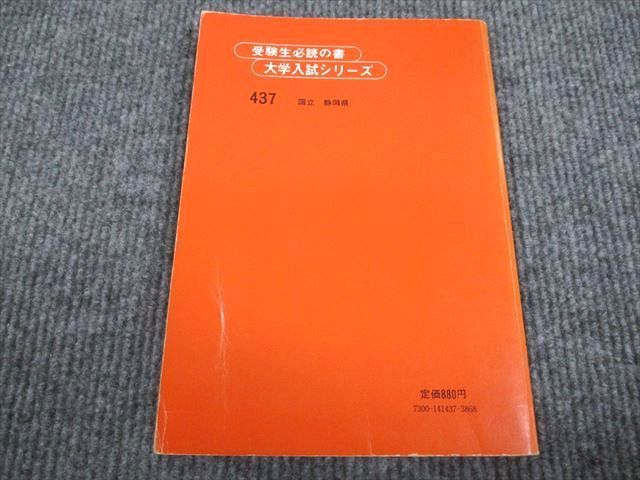 受験生必読の書
大学入試シリーズ
437 国立 静岡県
定価880円
7300-141437-3868